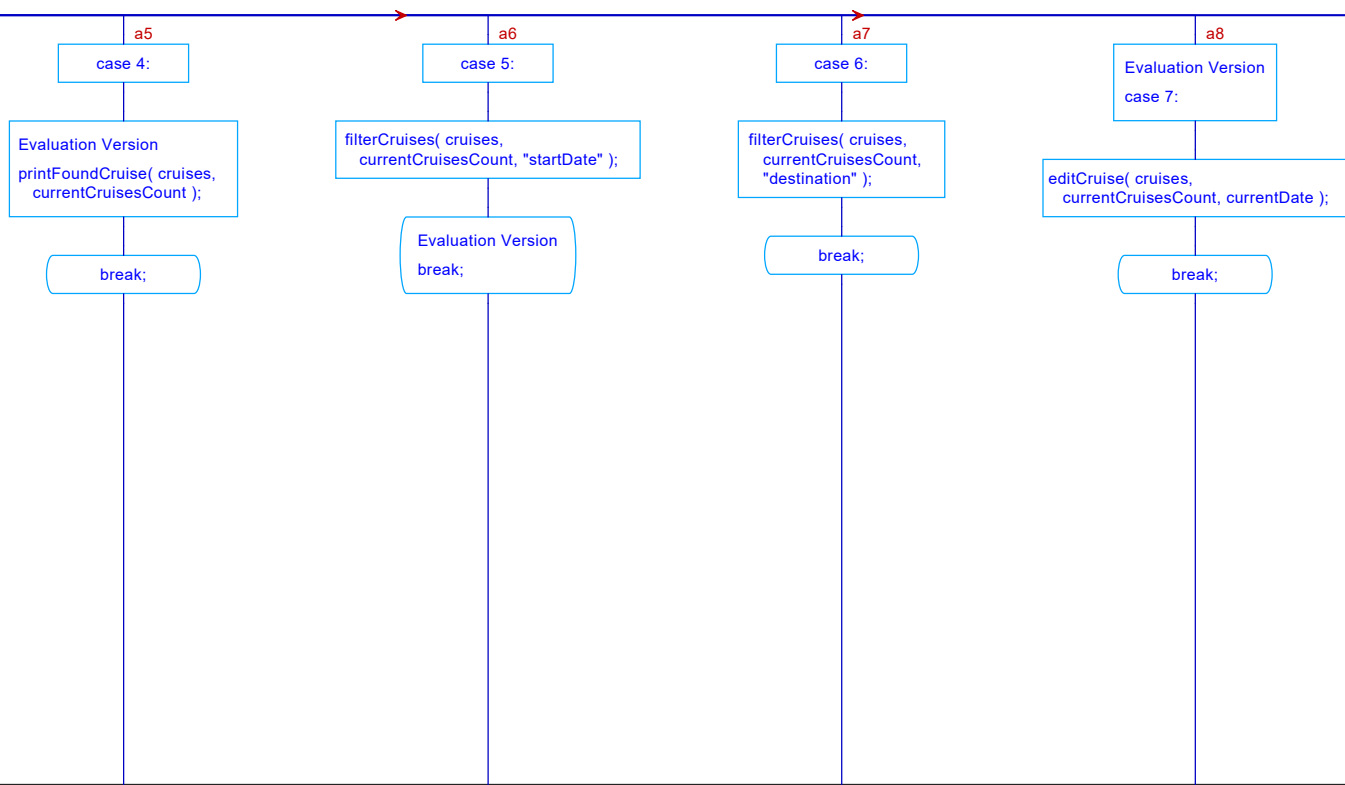 a5
case 4:
Evaluation Version
printFoundCruise( cruises,
currentCruisesCount );
break;
a6
case 5:
filterCruises( cruises,
currentCruisesCount, "startDate" );
Evaluation Version
break;
a7
case 6:
filterCruises( cruises,
currentCruisesCount,
"destination" );
break;
a8
Evaluation Version
case 7:
editCruise( cruises,
currentCruisesCount, currentDate );
break;